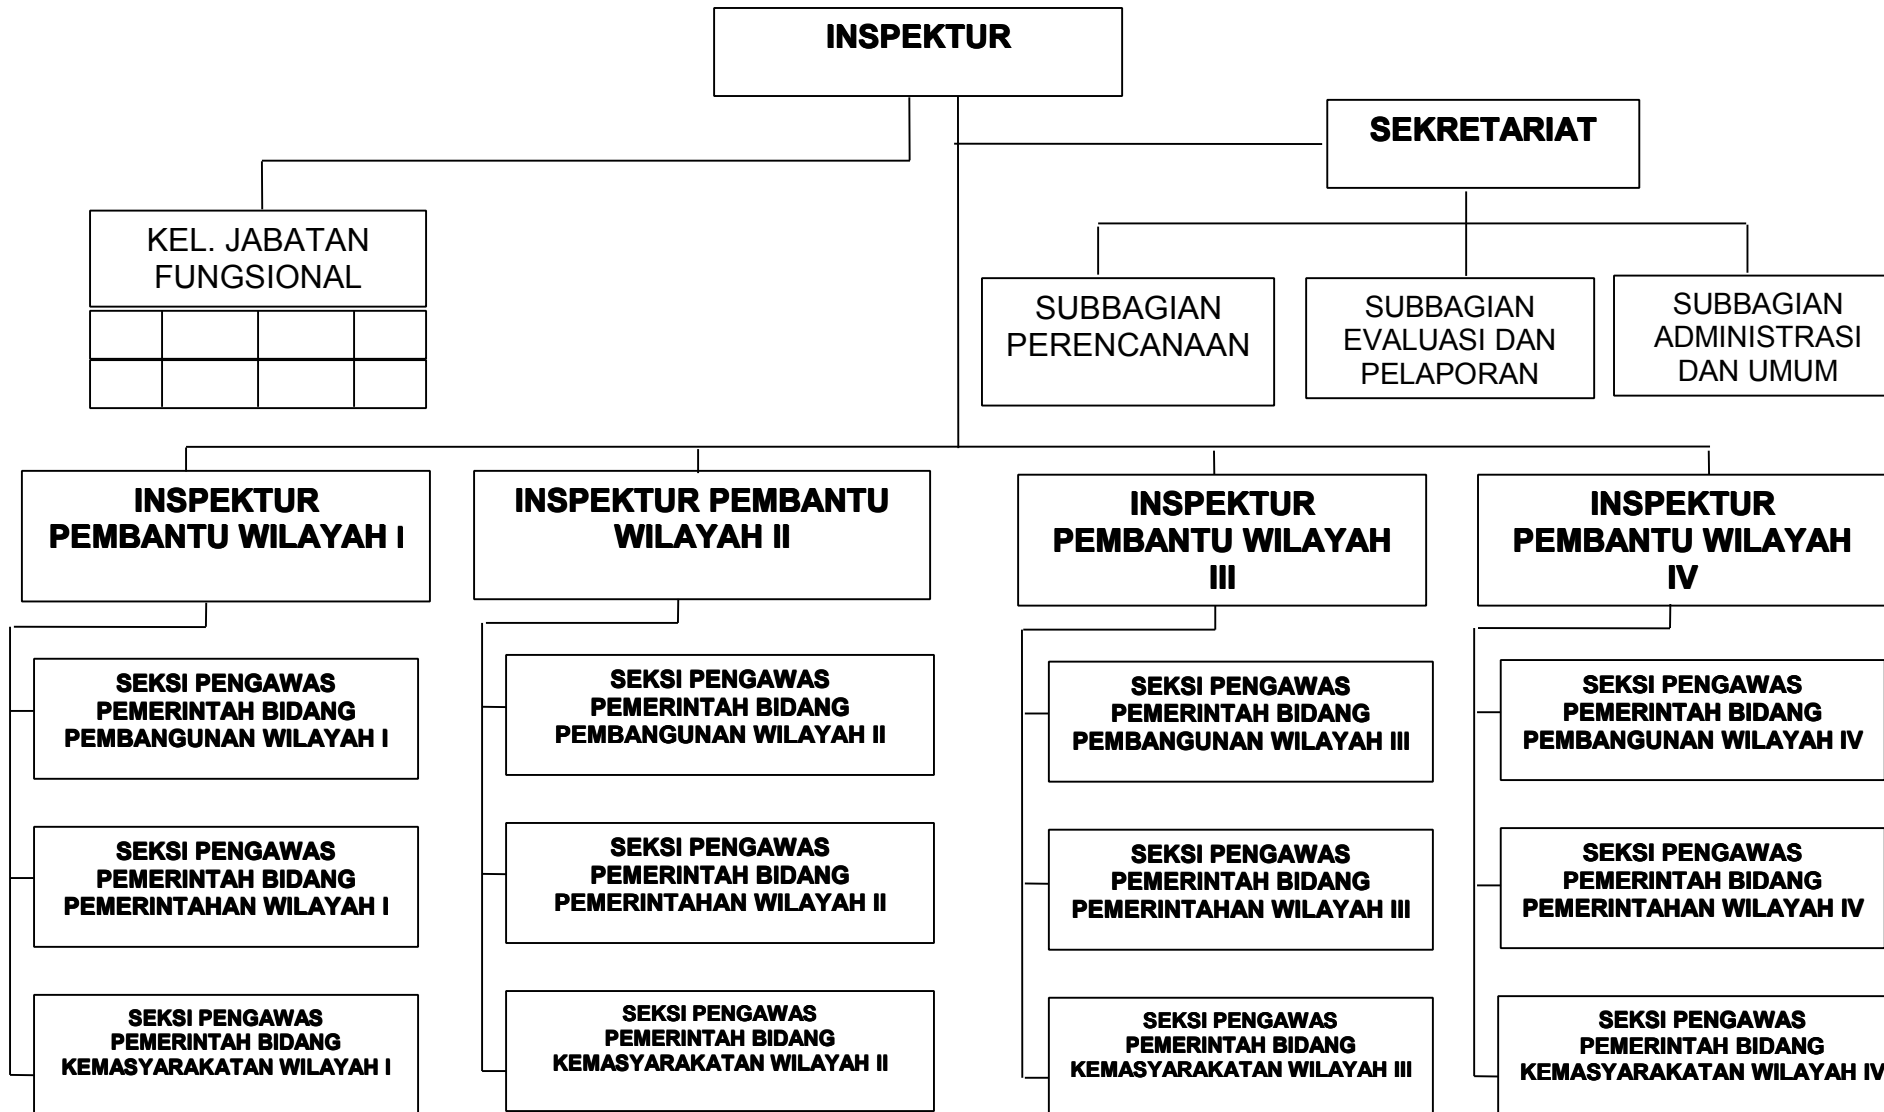 INSPEKTUR
SEKRETARIAT
KEL. JABATAN
FUNGSIONAL
SUBBAGIAN
PERENCANAAN
SUBBAGIAN
EVALUASI DAN
PELAPORAN
SUBBAGIAN
ADMINISTRASI
DAN UMUM
INSPEKTUR
PEMBANTU WILAYAH I
INSPEKTUR PEMBANTU
WILAYAH II
INSPEKTUR
PEMBANTU WILAYAH
III
INSPEKTUR
PEMBANTU WILAYAH
IV
SEKSI PENGAWAS
PEMERINTAH BIDANG
PEMBANGUNAN WILAYAH I
SEKSI PENGAWAS
PEMERINTAH BIDANG
PEMBANGUNAN WILAYAH II
SEKSI PENGAWAS
PEMERINTAH BIDANG
PEMBANGUNAN WILAYAH III
SEKSI PENGAWAS
PEMERINTAH BIDANG
PEMBANGUNAN WILAYAH IV
SEKSI PENGAWAS
PEMERINTAH BIDANG
PEMERINTAHAN WILAYAH I
SEKSI PENGAWAS
PEMERINTAH BIDANG
PEMERINTAHAN WILAYAH II
SEKSI PENGAWAS
PEMERINTAH BIDANG
PEMERINTAHAN WILAYAH III
SEKSI PENGAWAS
PEMERINTAH BIDANG
PEMERINTAHAN WILAYAH IV
SEKSI PENGAWAS
PEMERINTAH BIDANG
KEMASYARAKATAN WILAYAH I
SEKSI PENGAWAS
PEMERINTAH BIDANG
KEMASYARAKATAN WILAYAH II
SEKSI PENGAWAS
PEMERINTAH BIDANG
KEMASYARAKATAN WILAYAH III
SEKSI PENGAWAS
PEMERINTAH BIDANG
KEMASYARAKATAN WILAYAH IV